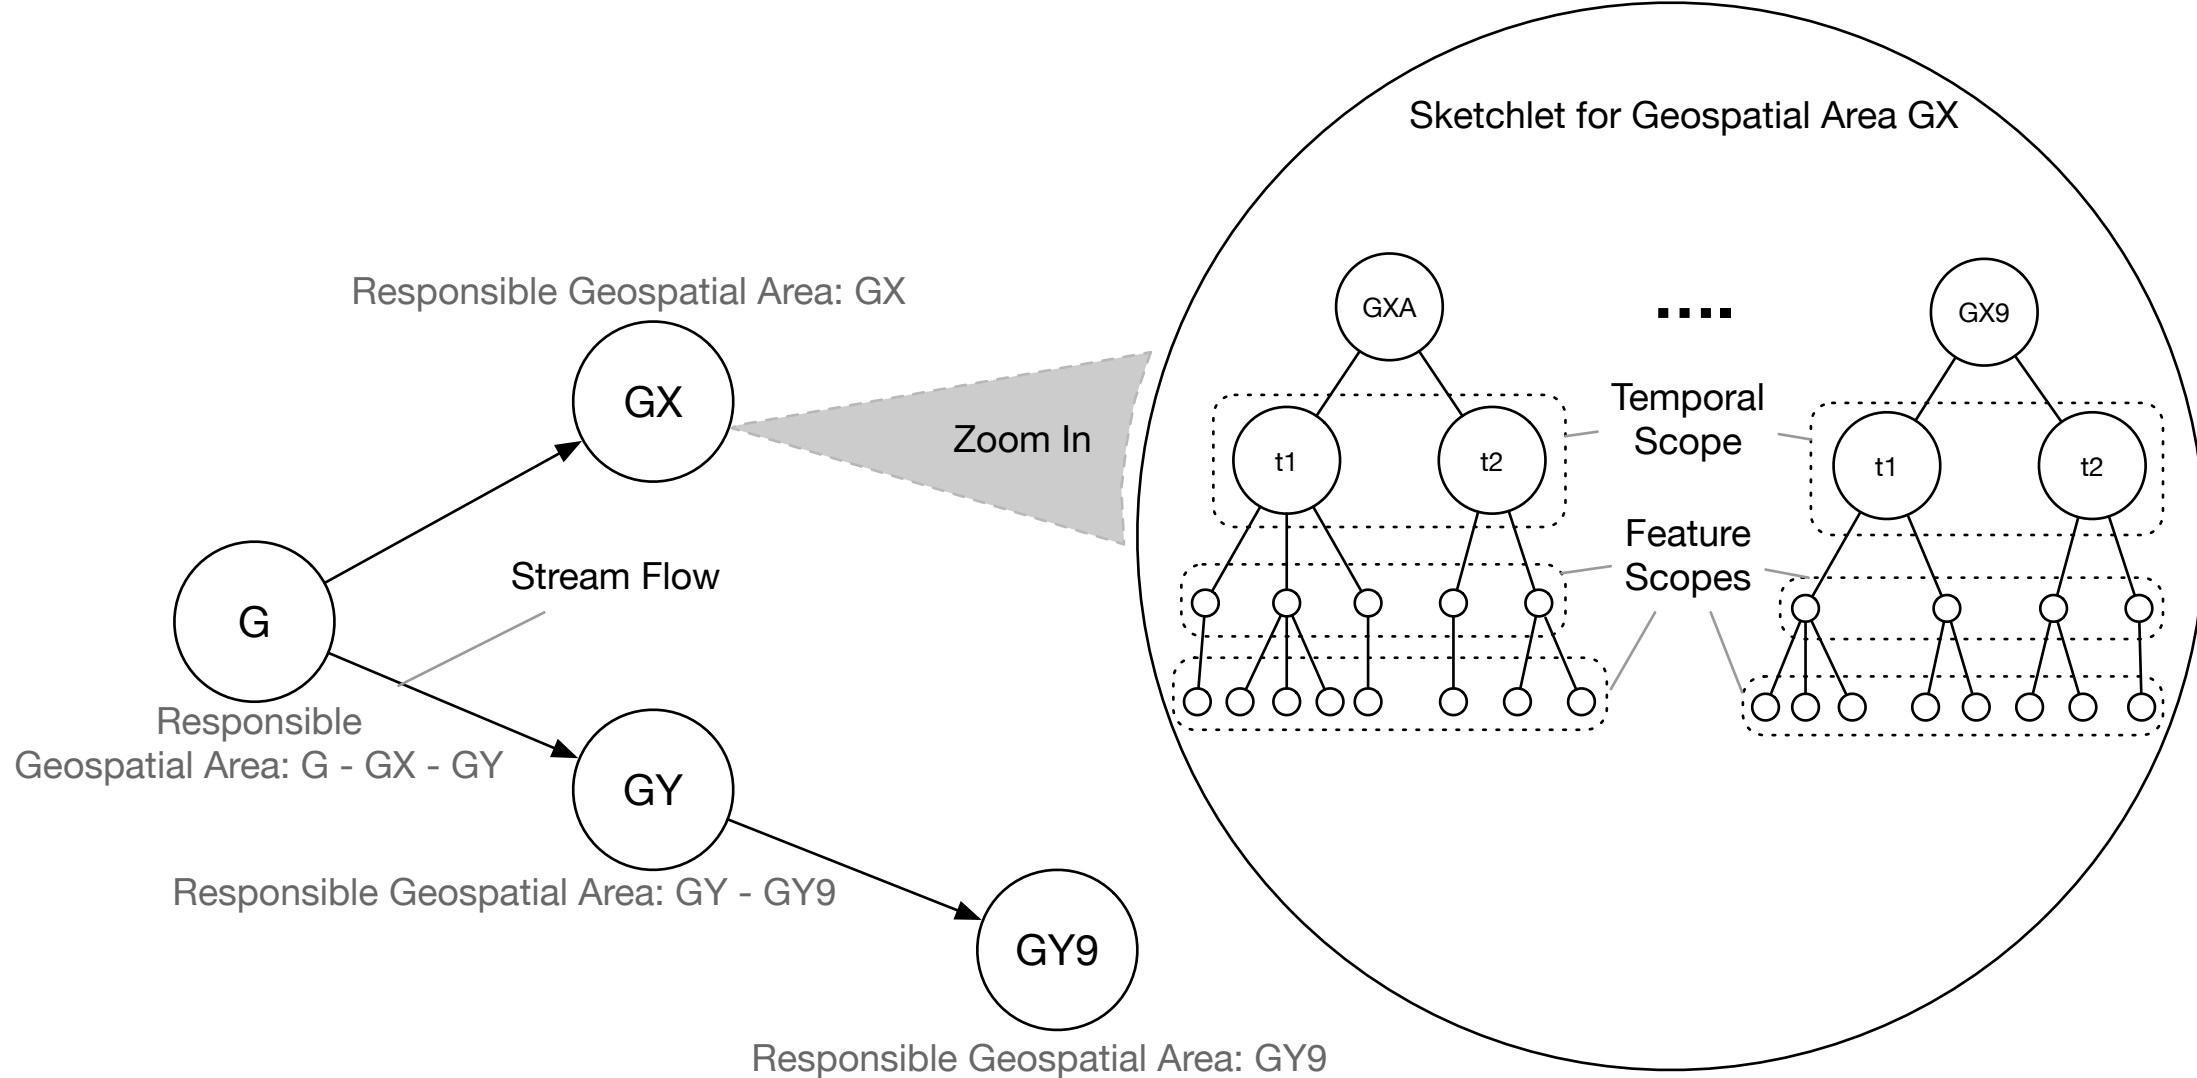 Sketchlet for Geospatial Area GX
Responsible Geospatial Area: GX
GX
Zoom In
G
Stream Flow
Responsible
Geospatial Area: G - GX - GY
GY
Responsible Geospatial Area: GY - GY9
GY9
Responsible Geospatial Area: GY9
GXA
....
GX9
Temporal
Scope
t1
t2
t1
t2
Feature
Scopes